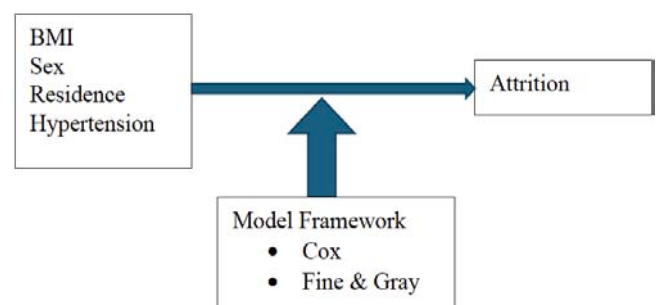 BMI
Sex
Residence
Hypertension
Attrition
Model Framework
• Cox
• Fine & Gray